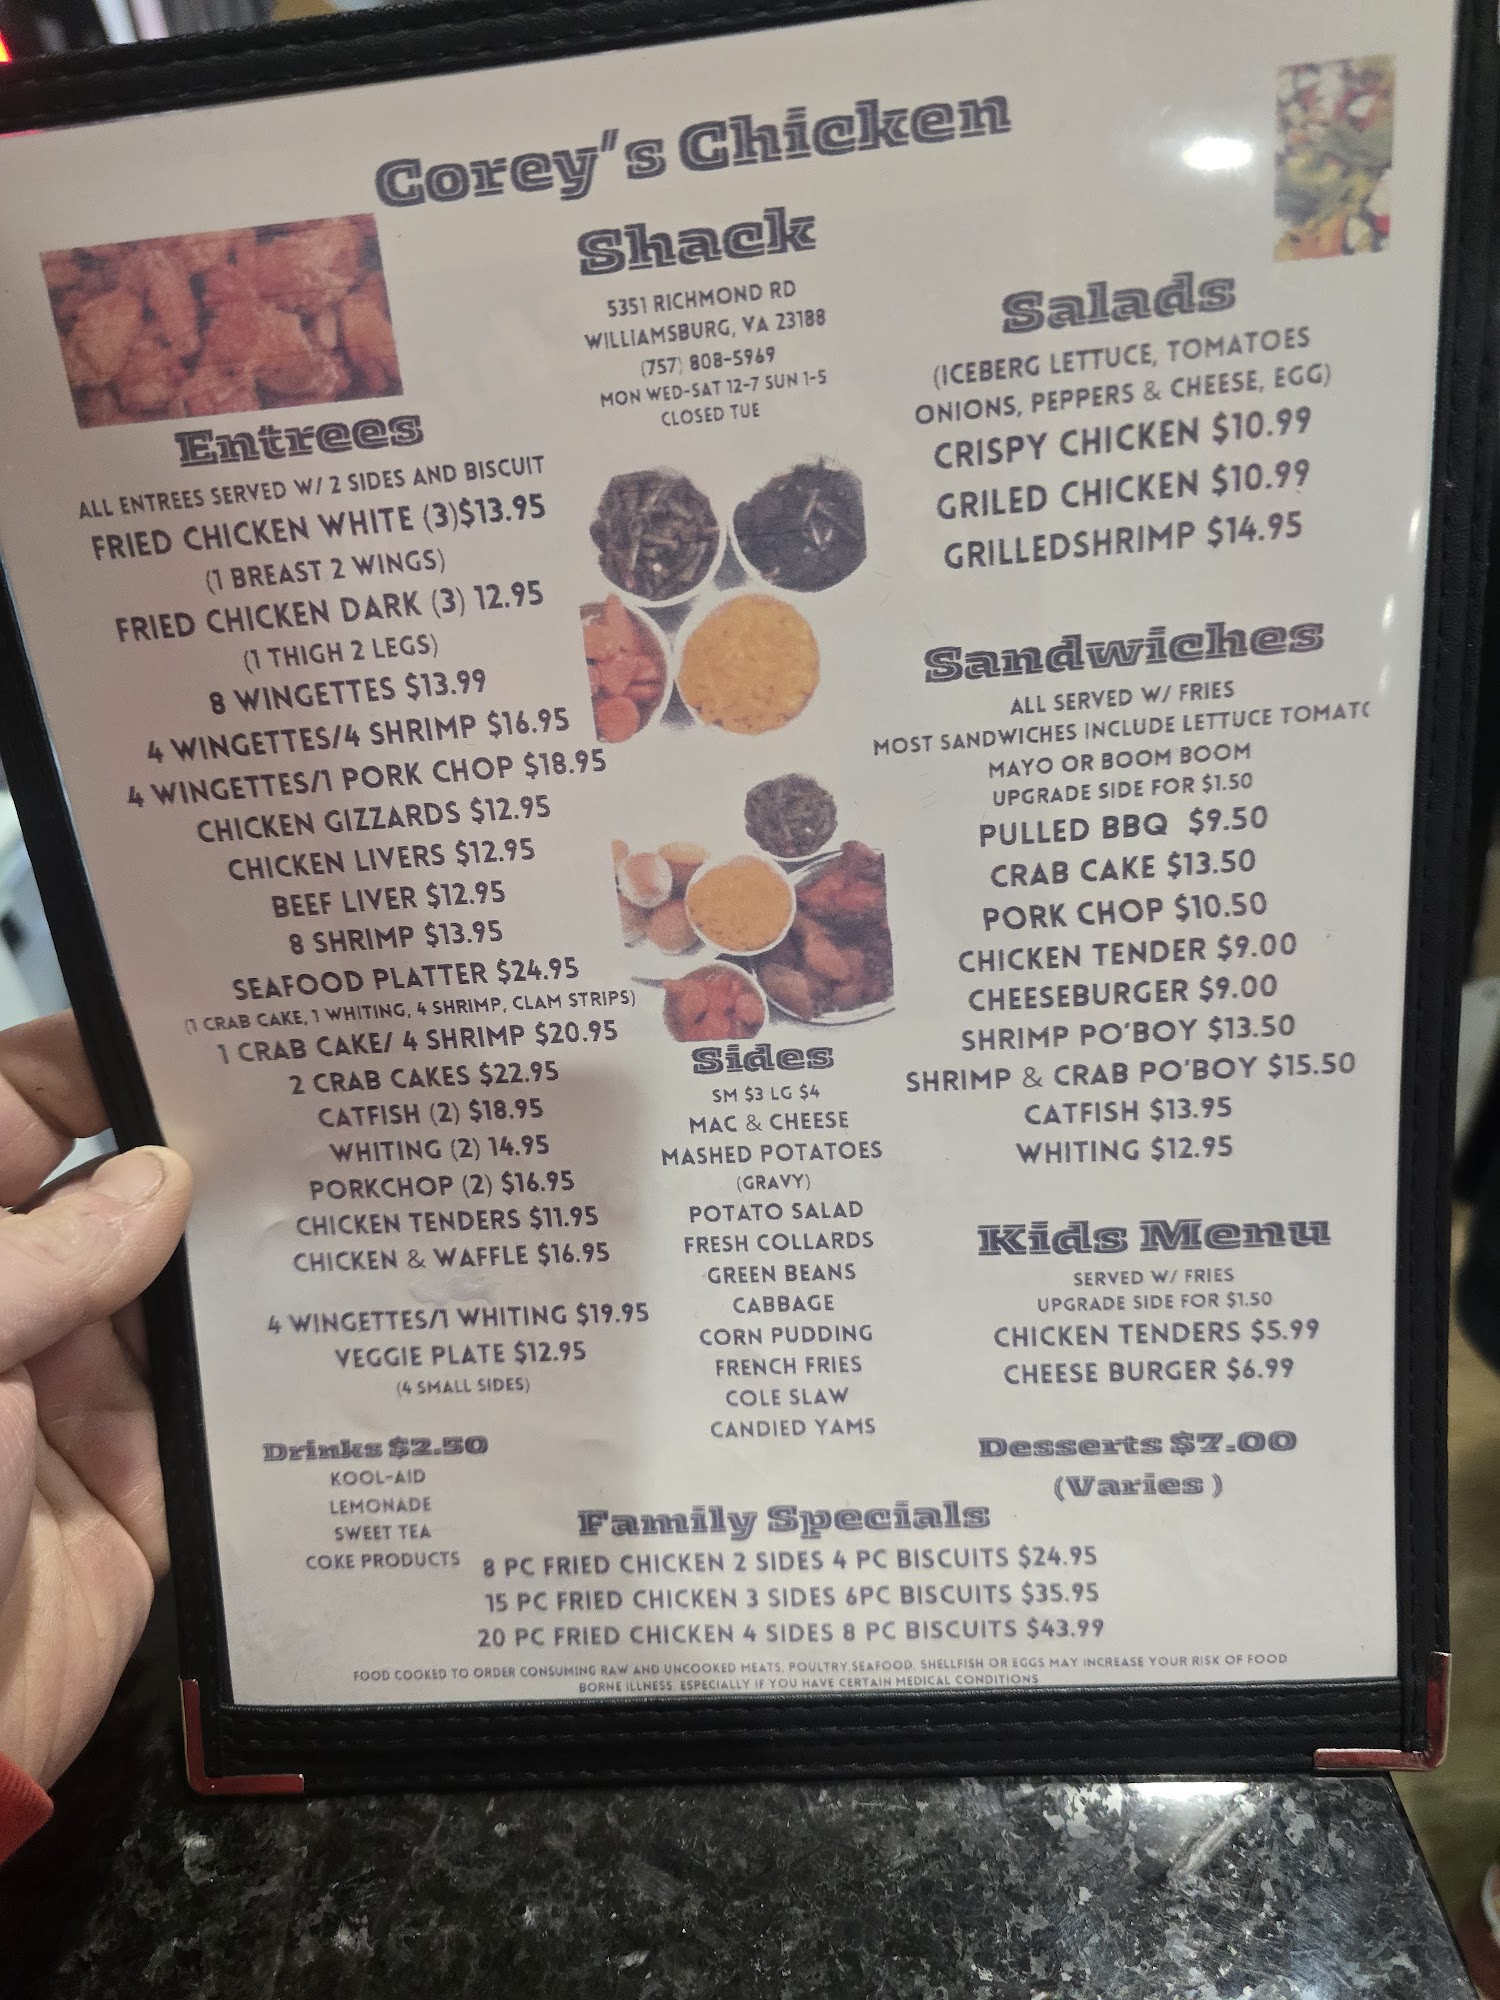 Corey's Chicken
Shack
5351 RICHMOND RD
WILLIAMSBURG, VA 23188
(757) 808-5969
MON WED-SAT 12-7 SUN 1-5
CLOSED TUE
Entrees
ALL ENTREES SERVED W/ 2 SIDES AND BISCUIT
FRIED CHICKEN WHITE (3)$13.95
(1 BREAST 2 WINGS)
FRIED CHICKEN DARK (3) 12.95
(1 THIGH 2 LEGS)
8 WINGETTES $13.99
4 WINGETTES/4 SHRIMP $16.95
4 WINGETTES/1 PORK CHOP $18.95
CHICKEN GIZZARDS $12.95
CHICKEN LIVERS $12.95
BEEF LIVER $12.95
8 SHRIMP $13.95
SEAFOOD PLATTER $24.95
(1 CRAB CAKE, 1 WHITING, 4 SHRIMP, CLAM STRIPS)
1 CRAB CAKE/ 4 SHRIMP $20.95
2 CRAB CAKES $22.95
CATFISH (2) $18.95
WHITING (2) 14.95
PORKCHOP (2) $16.95
CHICKEN TENDERS $11.95
CHICKEN & WAFFLE $16.95
4 WINGETTES/1 WHITING $19.95
VEGGIE PLATE $12.95
(4 SMALL SIDES)
Drinks $2.50
KOOL-AID
LEMONADE
SWEET TEA
COKE PRODUCTS
Sides
SM $3 LG $4
MAC & CHEESE
MASHED POTATOES
(GRAVY)
POTATO SALAD
FRESH COLLARDS
GREEN BEANS
CABBAGE
CORN PUDDING
FRENCH FRIES
COLE SLAW
CANDIED YAMS
Salads
(ICEBERG LETTUCE, TOMATOES
ONIONS, PEPPERS & CHEESE, EGG)
CRISPY CHICKEN $10.99
GRILED CHICKEN $10.99
GRILLEDSHRIMP $14.95
Sandwiches
ALL SERVED W/ FRIES
MOST SANDWICHES INCLUDE LETTUCE TOMATO
MAYO OR BOOM BOOM
UPGRADE SIDE FOR $1.50
PULLED BBQ $9.50
CRAB CAKE $13.50
PORK CHOP $10.50
CHICKEN TENDER $9.00
CHEESEBURGER $9.00
SHRIMP PO'BOY $13.50
SHRIMP & CRAB PO'BOY $15.50
CATFISH $13.95
WHITING $12.95
Kids Menu
SERVED W/ FRIES
UPGRADE SIDE FOR $1.50
CHICKEN TENDERS $5.99
CHEESE BURGER $6.99
Desserts $7.00
(Varies )
Family Specials
8 PC FRIED CHICKEN 2 SIDES 4 PC BISCUITS $24.95
15 PC FRIED CHICKEN 3 SIDES 6PC BISCUITS $35.95
20 PC FRIED CHICKEN 4 SIDES 8 PC BISCUITS $43.99
FOOD COOKED TO ORDER CONSUMING RAW AND UNCOOKED MEATS, POULTRY,SEAFOOD, SHELLFISH OR EGGS MAY INCREASE YOUR RISK OF FOOD
BORNE ILLNESS, ESPECIALLY IF YOU HAVE CERTAIN MEDICAL CONDITIONS